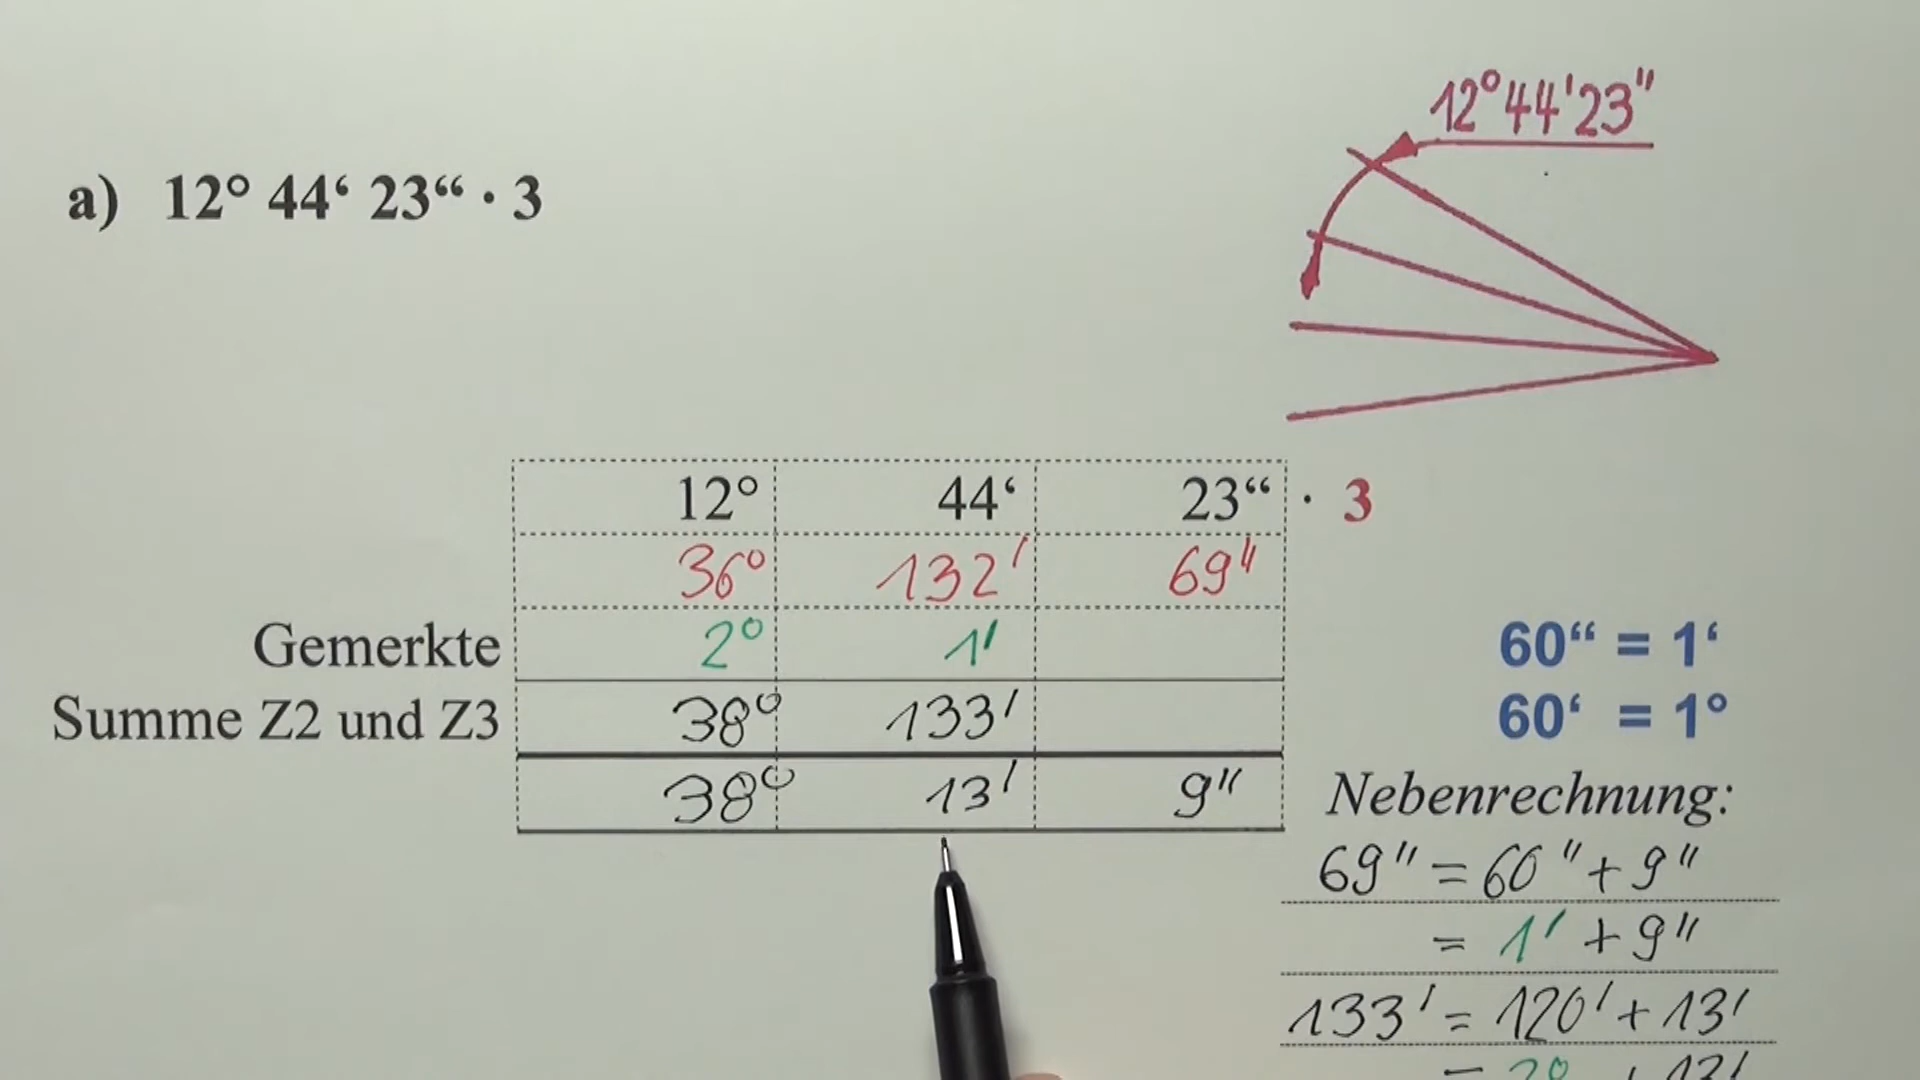 12°44'23"
a) 12° 44‘ 23“ · 3
12° 44‘ 23“ · 3
36° 132' 69"
Gemerkte 2° 1'
60“ = 1‘
Summe Z2 und Z3 38° 133'
60‘ = 1°
38° 13' 9"
Nebenrechnung:
69" = 60" + 9"
= 1' + 9"
133' = 120' + 13'
= 2° + 13'